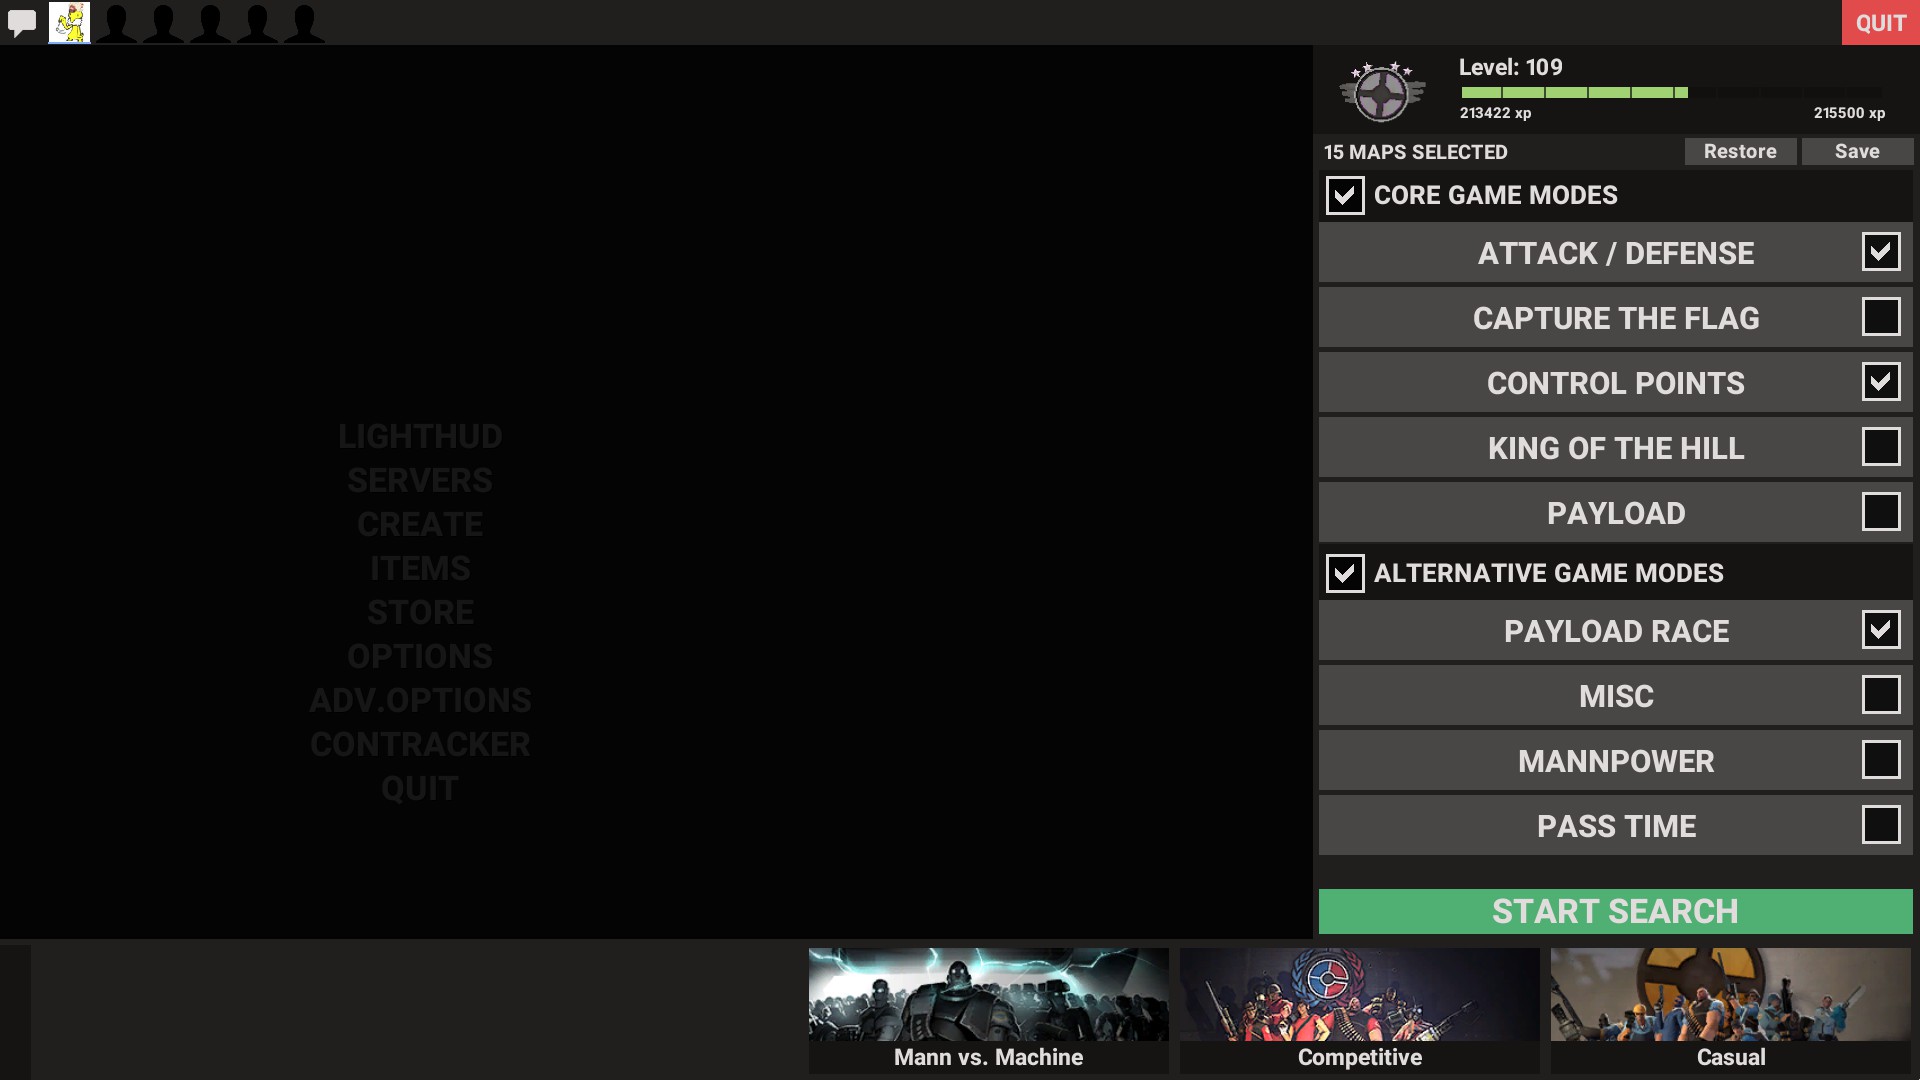 QUIT
Level: 109
213422 xp
215500 xp
15 MAPS SELECTED
Restore
Save
CORE GAME MODES
ATTACK / DEFENSE
CAPTURE THE FLAG
CONTROL POINTS
KING OF THE HILL
PAYLOAD
ALTERNATIVE GAME MODES
PAYLOAD RACE
MISC
MANNPOWER
PASS TIME
START SEARCH
LIGHTHUD
SERVERS
CREATE
ITEMS
STORE
OPTIONS
ADV.OPTIONS
CONTRACKER
QUIT
Mann vs. Machine
Competitive
Casual